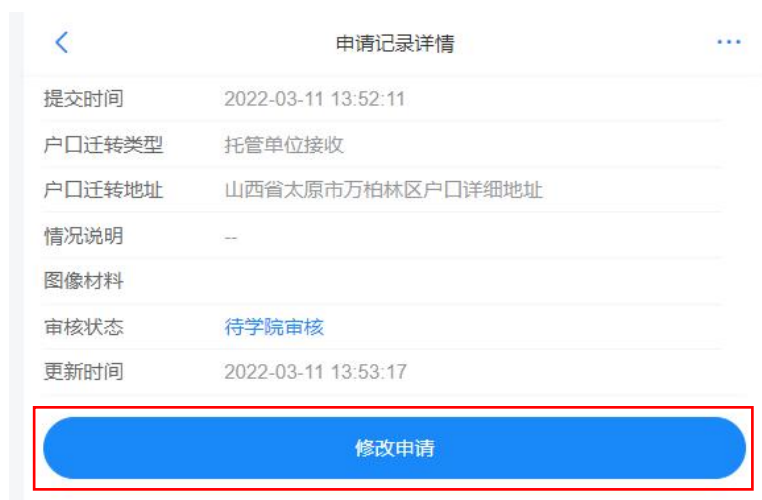 申请记录详情
提交时间 2022-03-11 13:52:11
户口迁转类型 托管单位接收
户口迁转地址 山西省太原市万柏林区户口详细地址
情况说明 --
图像材料
审核状态 待学院审核
更新时间 2022-03-11 13:53:17
修改申请